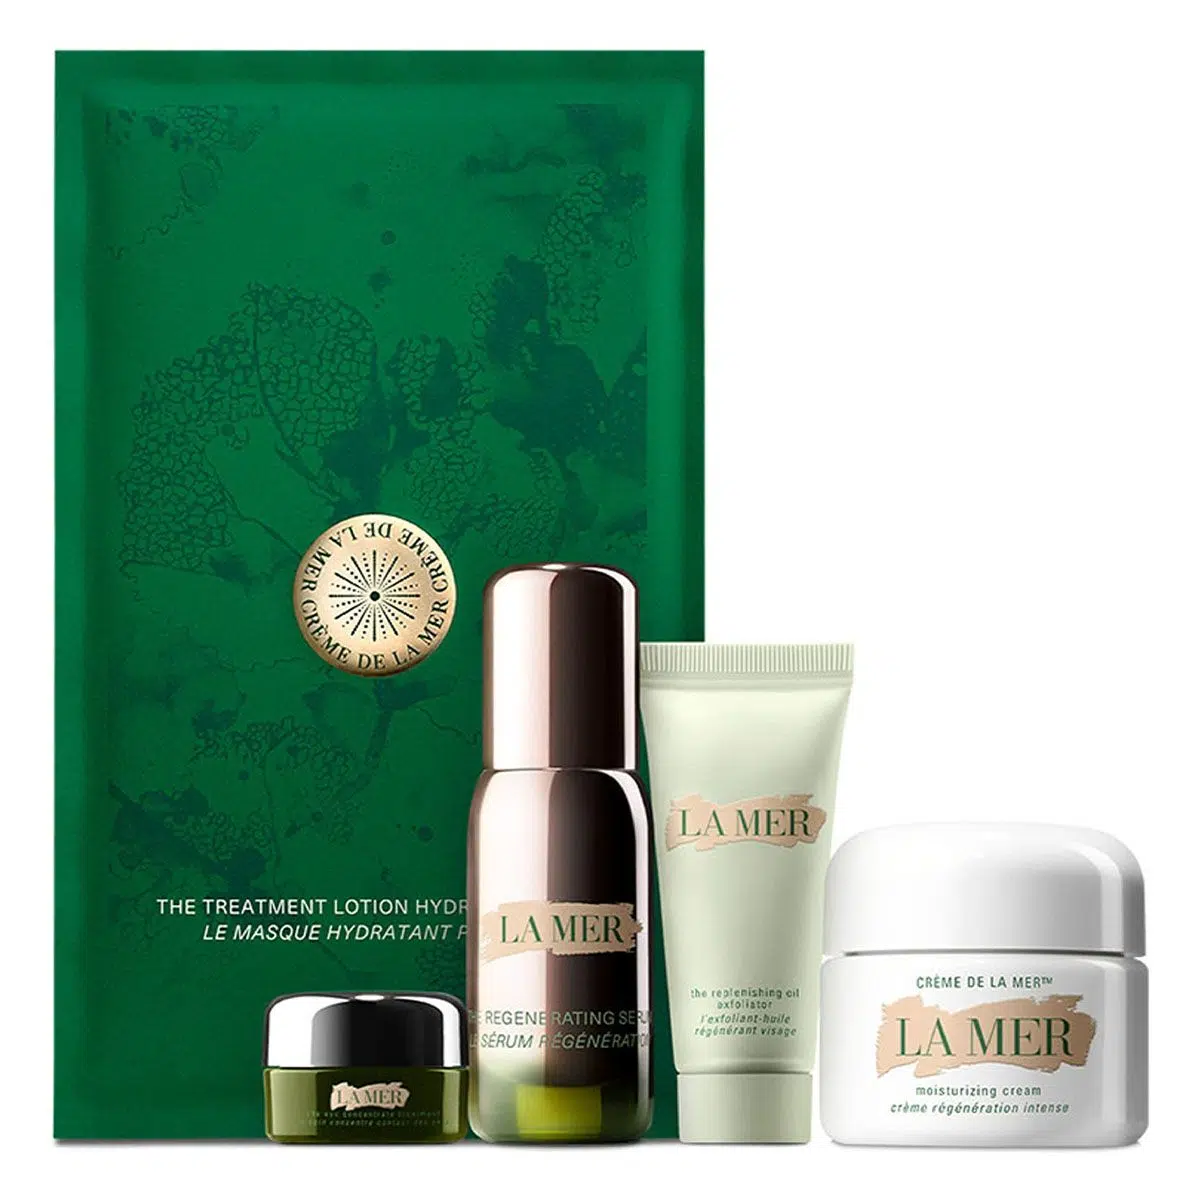 CRÈME DE LA MER CRÈME DE LA MER
THE TREATMENT LOTION HYDR
LE MASQUE HYDRATANT P
LA MER
eye concentrate
LA MER
THE REGENERATING SERU
LE SÉRUM RÉGÉNÉRAT
LA MER
the replenishing oil
exfoliator
l'exfoliant-huile
régénérant visage
CRÈME DE LA MER™
LA MER
moisturizing cream
crème régénération intense